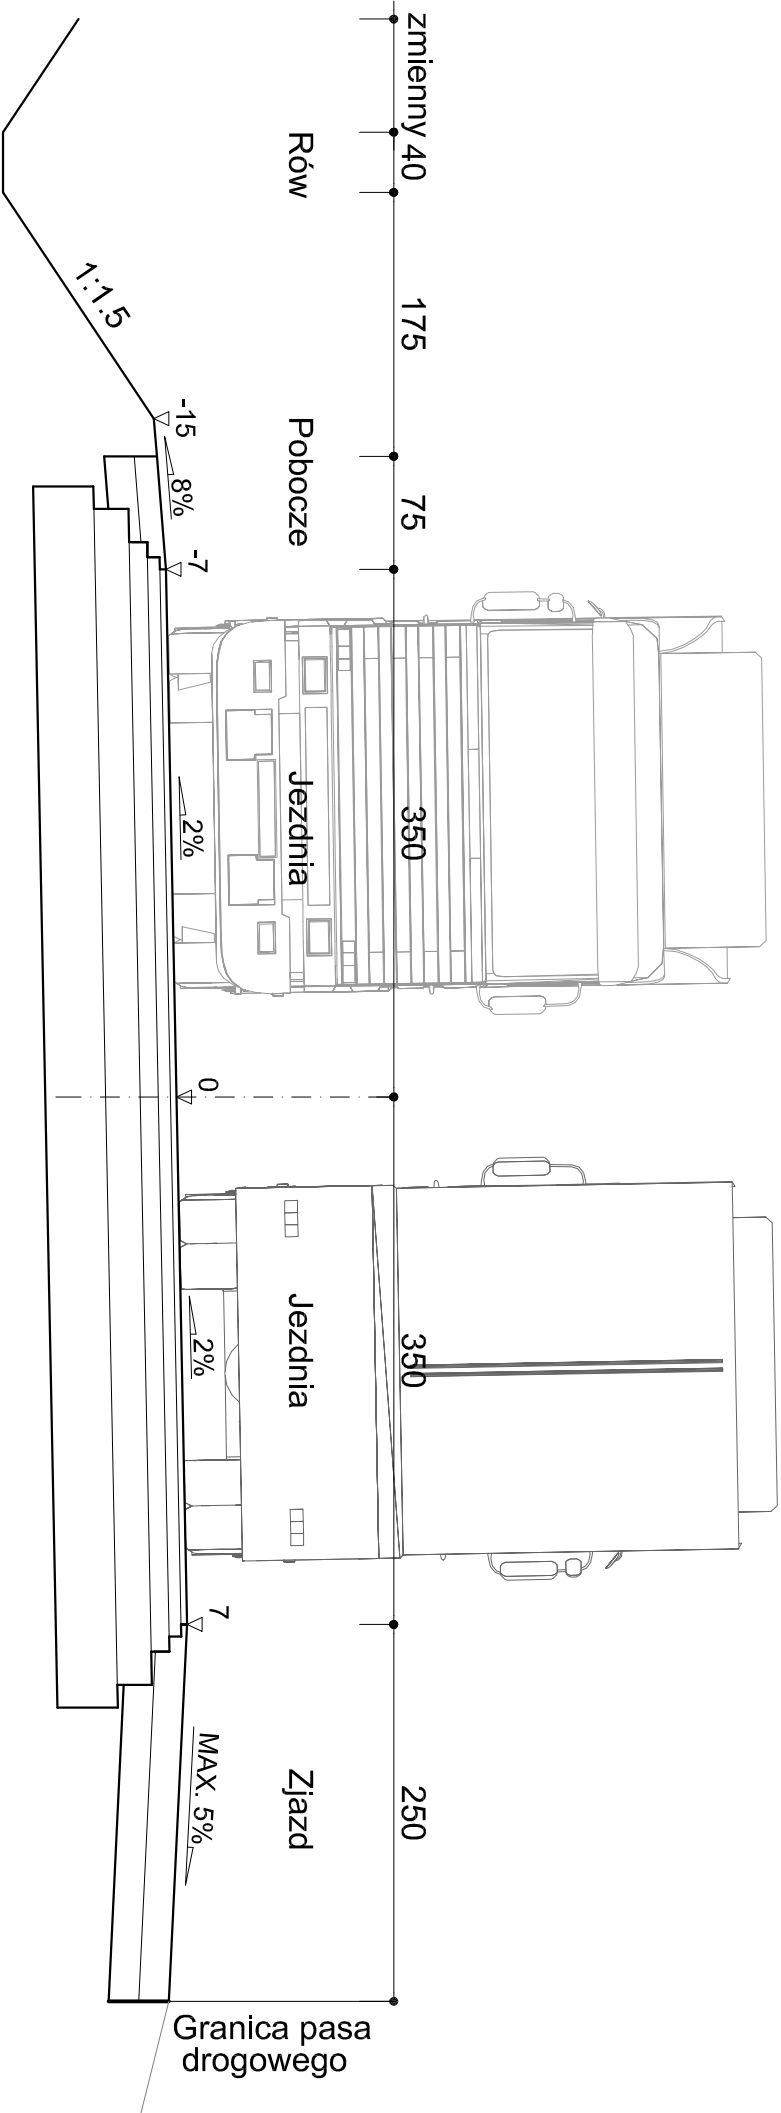 zmienny
40
175
75
350
350
250
Rów
Pobocze
Jezdnia
Jezdnia
Zjazd
1:1.5
-15
8%
-7
2%
0
2%
7
MAX. 5%
Granica pasa
drogowego